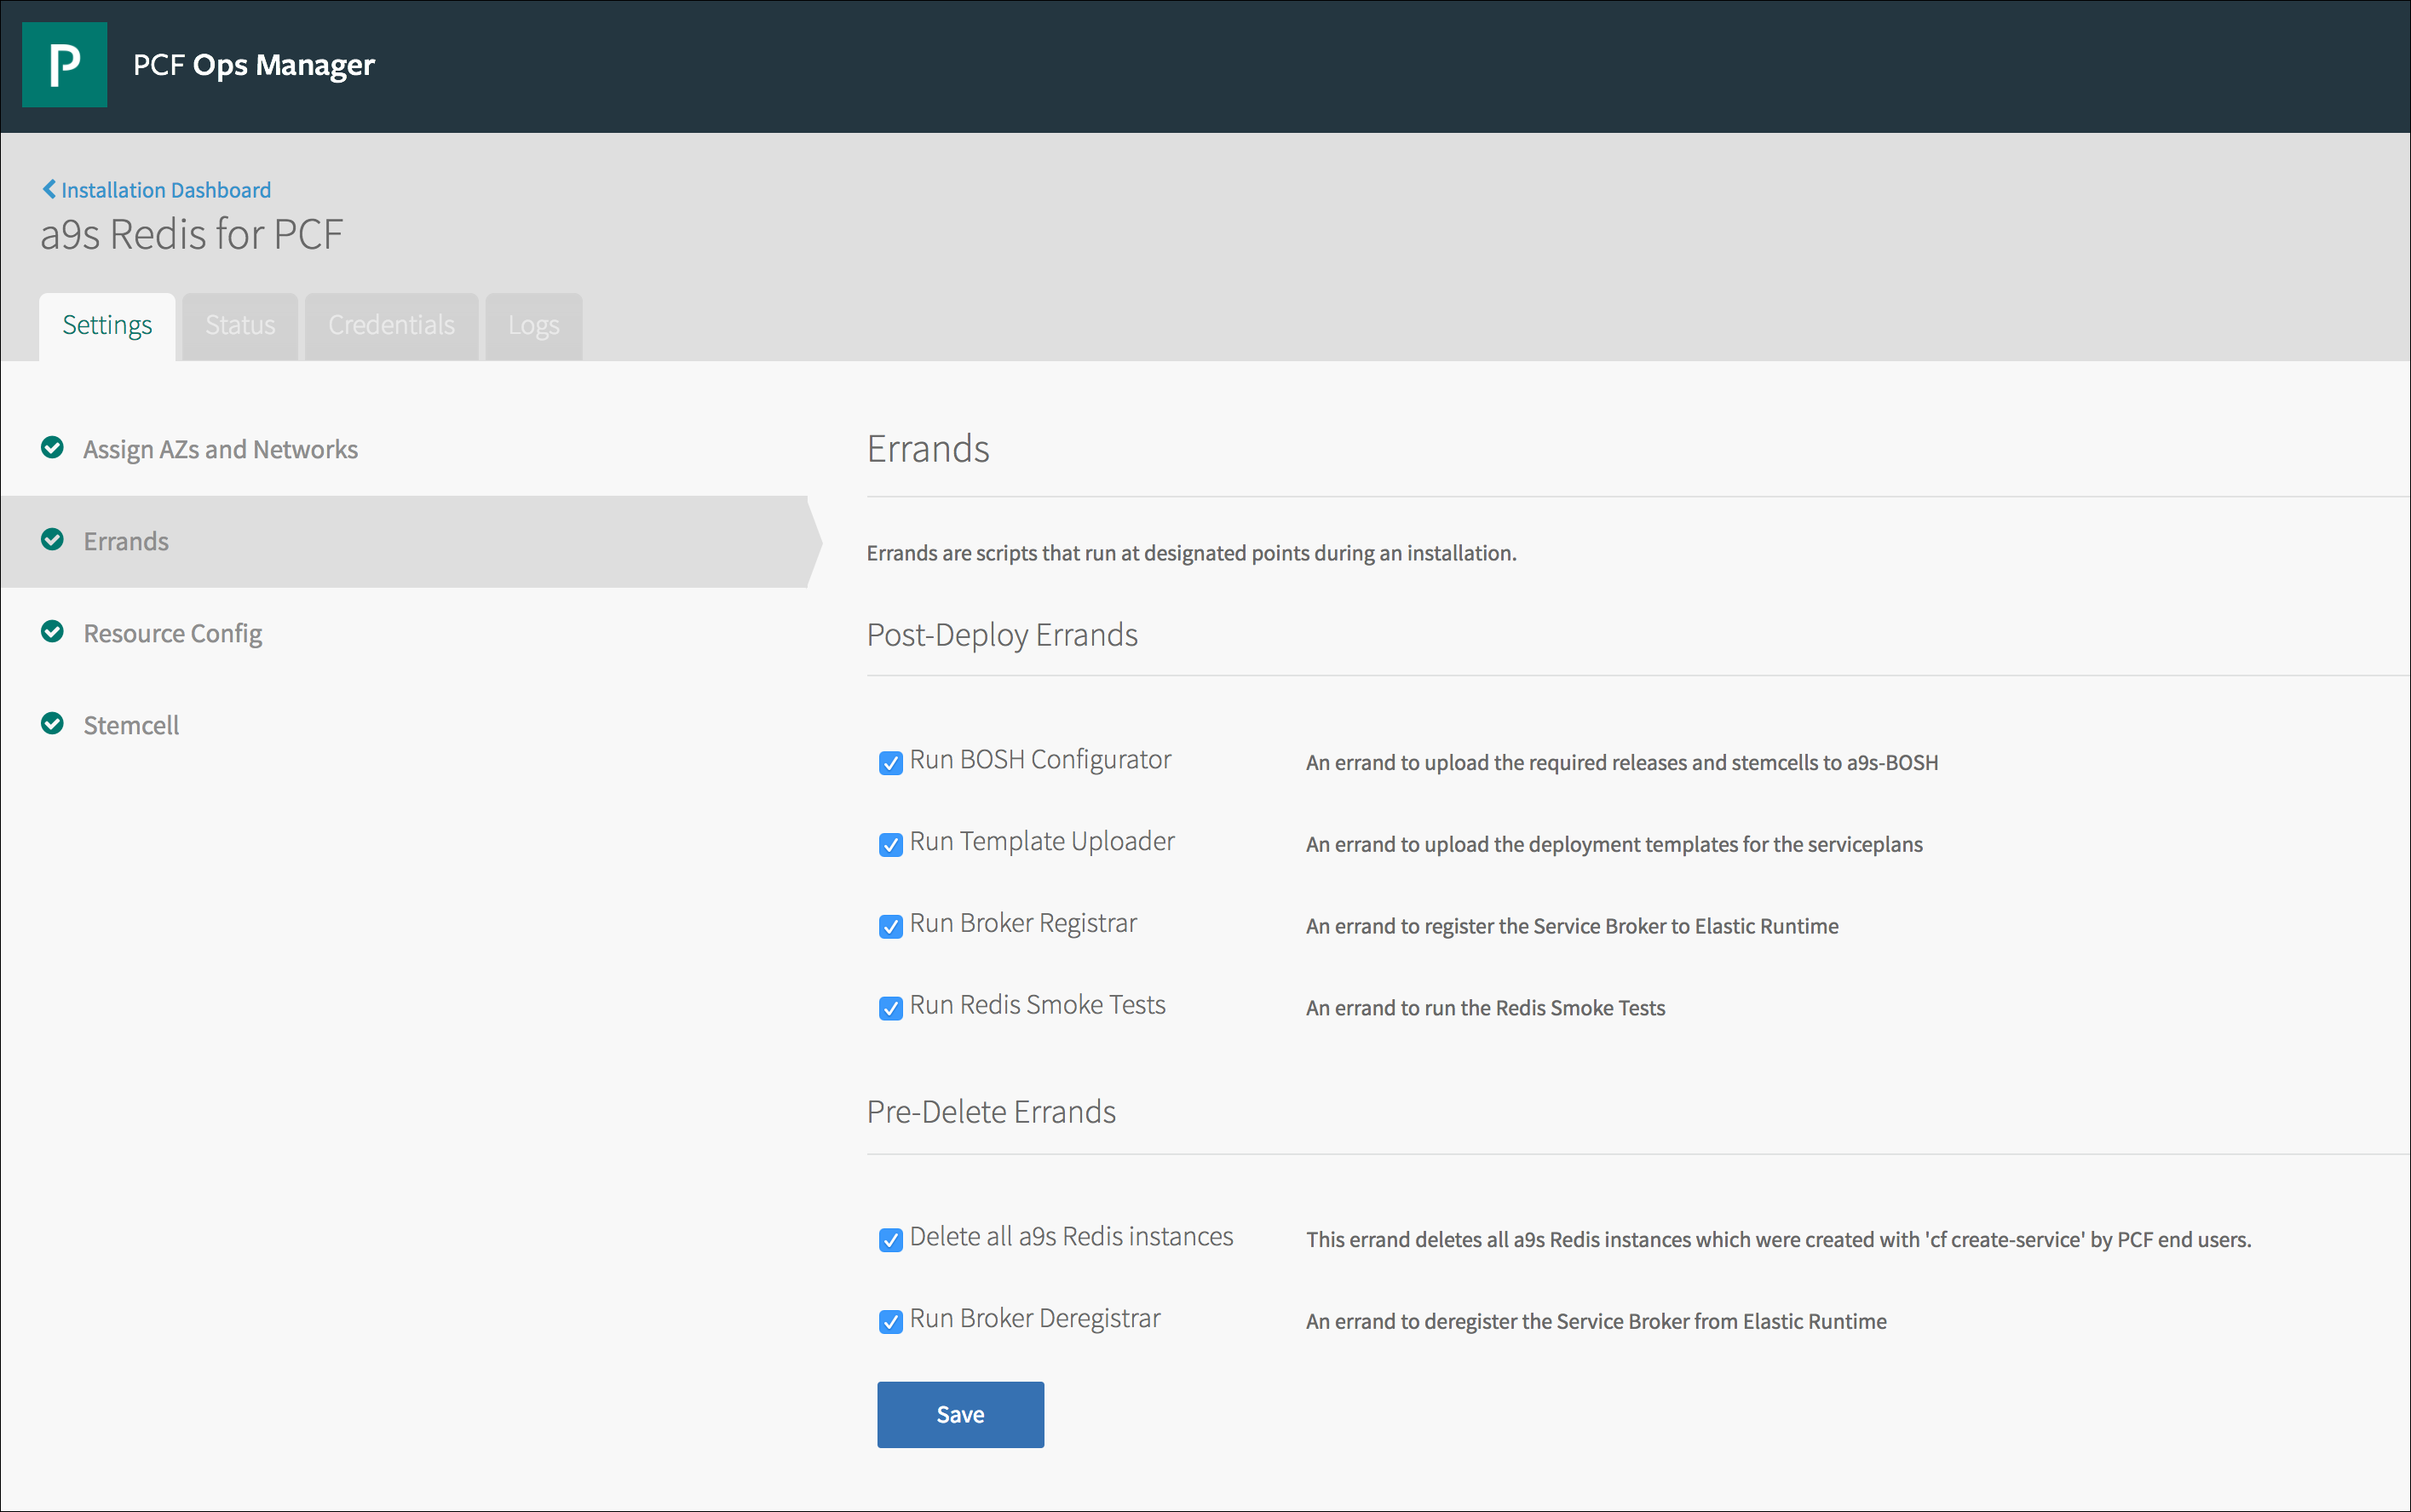 P
PCF Ops Manager
Installation Dashboard
a9s Redis for PCF
Settings Status Credentials Logs
Assign AZs and Networks
Errands
Resource Config
Stemcell
Errands
Errands are scripts that run at designated points during an installation.
Post-Deploy Errands
Run BOSH Configurator An errand to upload the required releases and stemcells to a9s-BOSH
Run Template Uploader An errand to upload the deployment templates for the serviceplans
Run Broker Registrar An errand to register the Service Broker to Elastic Runtime
Run Redis Smoke Tests An errand to run the Redis Smoke Tests
Pre-Delete Errands
Delete all a9s Redis instances This errand deletes all a9s Redis instances which were created with 'cf create-service' by PCF end users.
Run Broker Deregistrar An errand to deregister the Service Broker from Elastic Runtime
Save